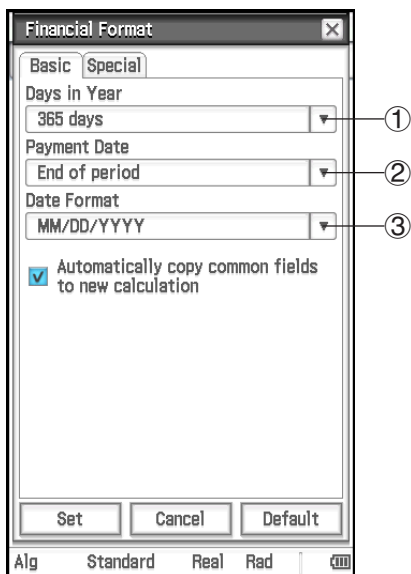 Financial Format
Basic Special
Days in Year
365 days ①
Payment Date
End of period ②
Date Format
MM/DD/YYYY ③
Automatically copy common fields
to new calculation
Set Cancel Default
Alg Standard Real Rad